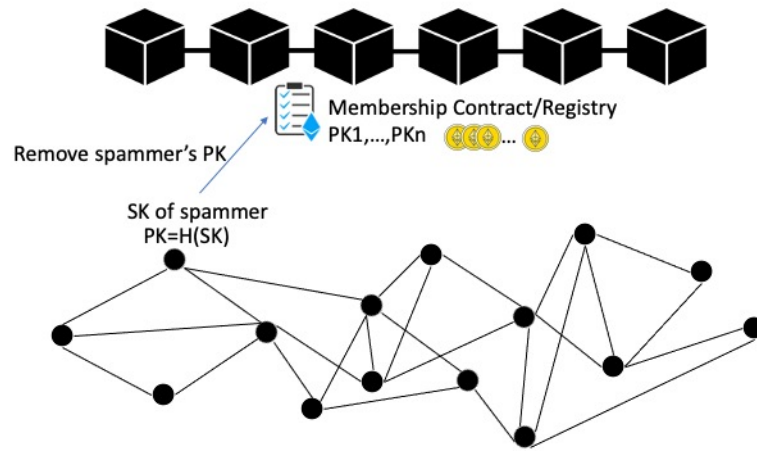 Membership Contract/Registry
PK1,...,PKn ...
Remove spammer's PK
SK of spammer
PK=H(SK)